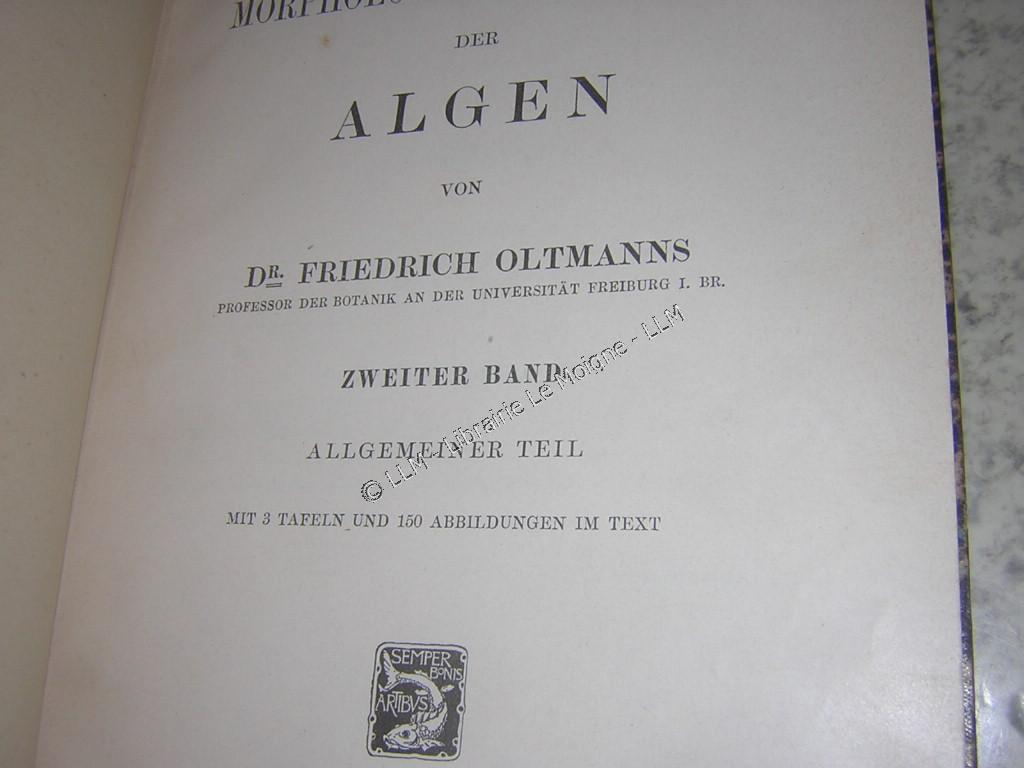 DER
ALGEN
VON
DR. FRIEDRICH OLTMANNS
PROFESSOR DER BOTANIK AN DER UNIVERSITÄT FREIBURG I. BR.
ZWEITER BAND
ALLGEMEINER TEIL
MIT 3 TAFELN UND 150 ABBILDUNGEN IM TEXT
© LLM - Librairie Le Moigne - LLM
SEMPER
BONIS
ARTIBVS